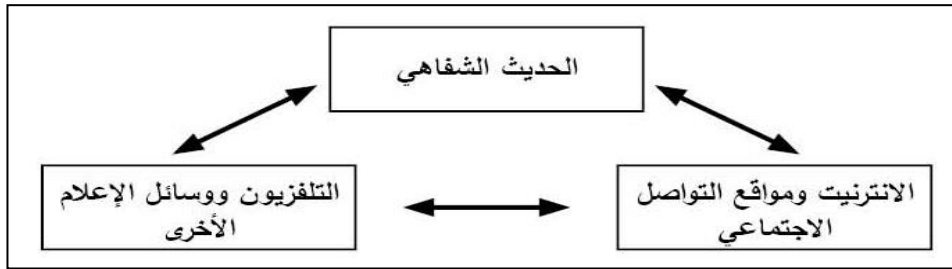 الحديث الشفاهي
الانترنيت ومواقع التواصل
الاجتماعي
التلفزيون ووسائل الإعلام
الأخرى